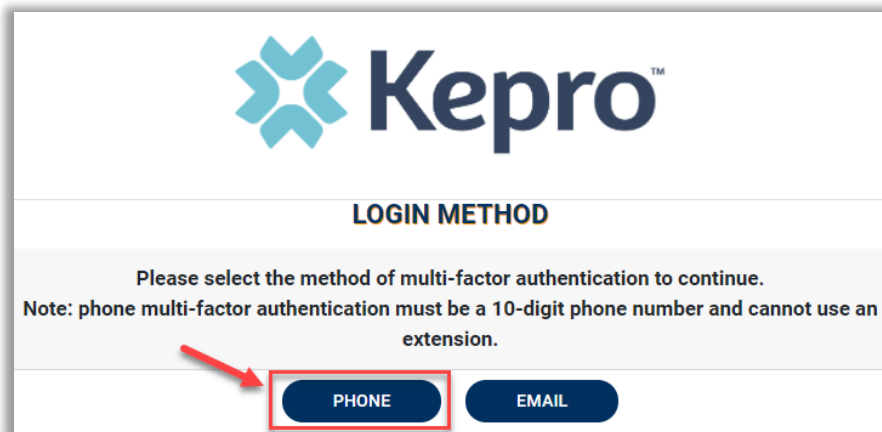 Kepro™
LOGIN METHOD
Please select the method of multi-factor authentication to continue.
Note: phone multi-factor authentication must be a 10-digit phone number and cannot use an
extension.
PHONE EMAIL